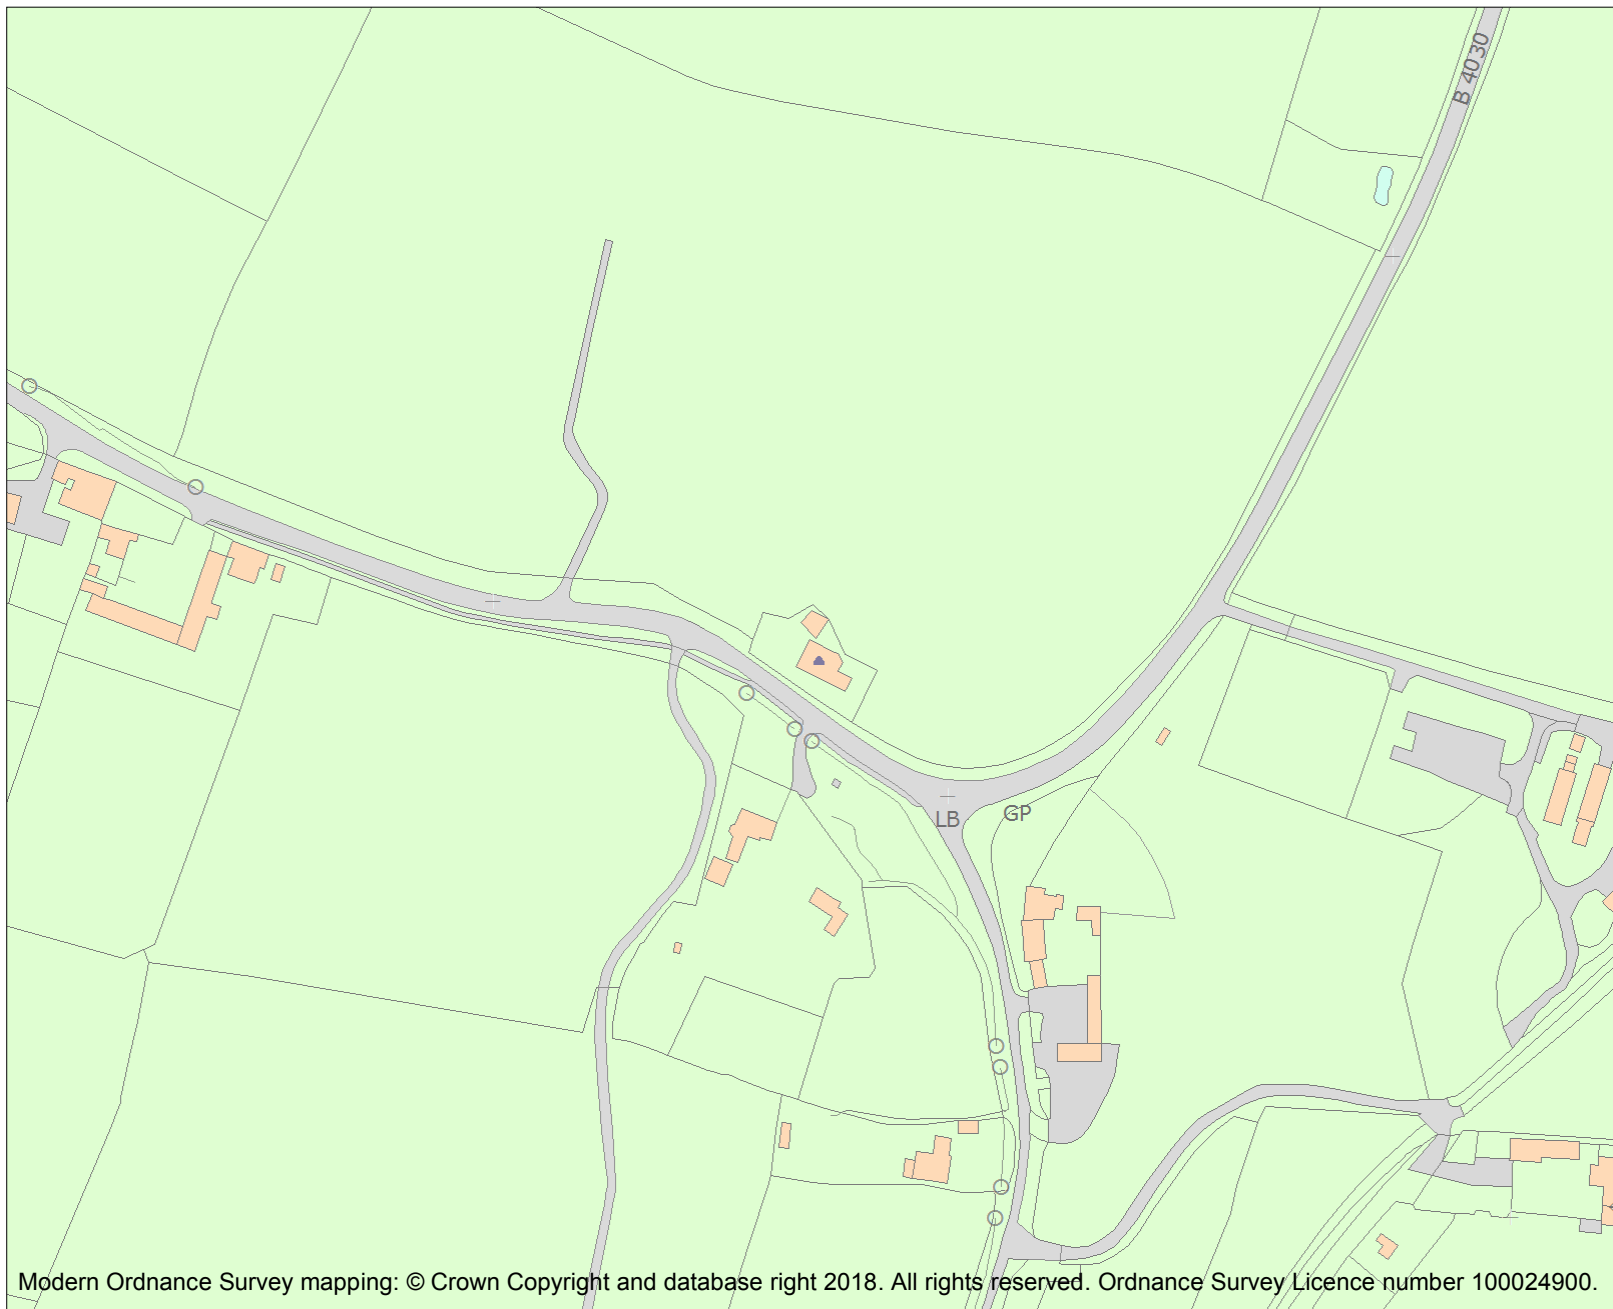 B 4030
LB
GP
Modern Ordnance Survey mapping: © Crown Copyright and database right 2018. All rights reserved. Ordnance Survey Licence number 100024900.